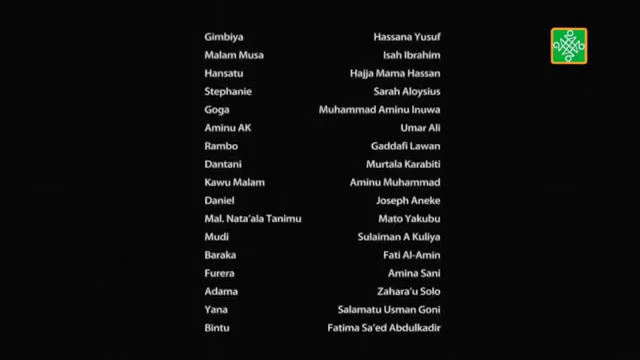 Gimbiya Hassana Yusuf
Malam Musa Isah Ibrahim
Hansatu Hajja Mama Hassan
Stephanie Sarah Aloysius
Goga Muhammad Aminu Inuwa
Aminu AK Umar Ali
Rambo Gaddafi Lawan
Dantani Murtala Karabiti
Kawu Malam Aminu Muhammad
Daniel Joseph Aneke
Mal. Nata'ala Tanimu Mato Yakubu
Mudi Sulaiman A Kuliya
Baraka Fati Al-Amin
Furera Amina Sani
Adama Zahara'u Solo
Yana Salamatu Usman Goni
Bintu Fatima Sa'ed Abdulkadir